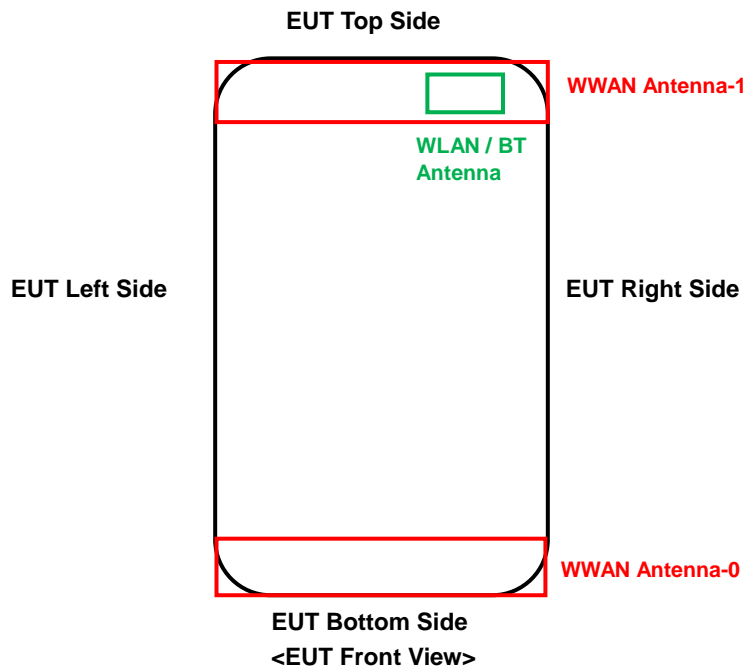 EUT Top Side
WWAN Antenna-1
WLAN / BT
Antenna
EUT Left Side
EUT Right Side
WWAN Antenna-0
EUT Bottom Side
<EUT Front View>